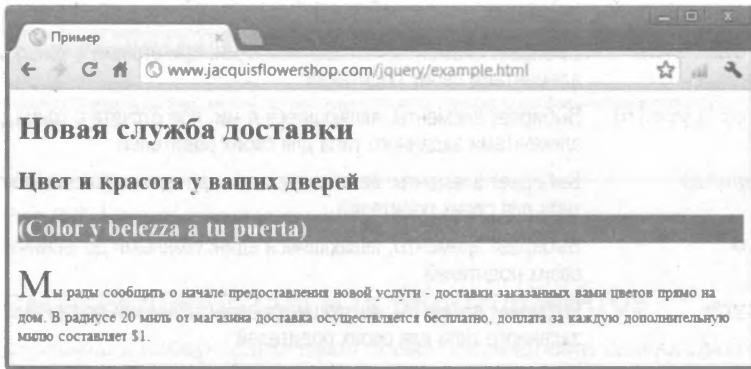 Пример
www.jacquisflowershop.com/jquery/example.html
Новая служба доставки
Цвет и красота у ваших дверей
(Color y belezza a tu puerta)
Мы рады сообщить о начале предоставления новой услуги - доставки заказанных вами цветов прямо на
дом. В радиусе 20 миль от магазина доставка осуществляется бесплатно, доплата за каждую дополнительную
милю составляет $1.